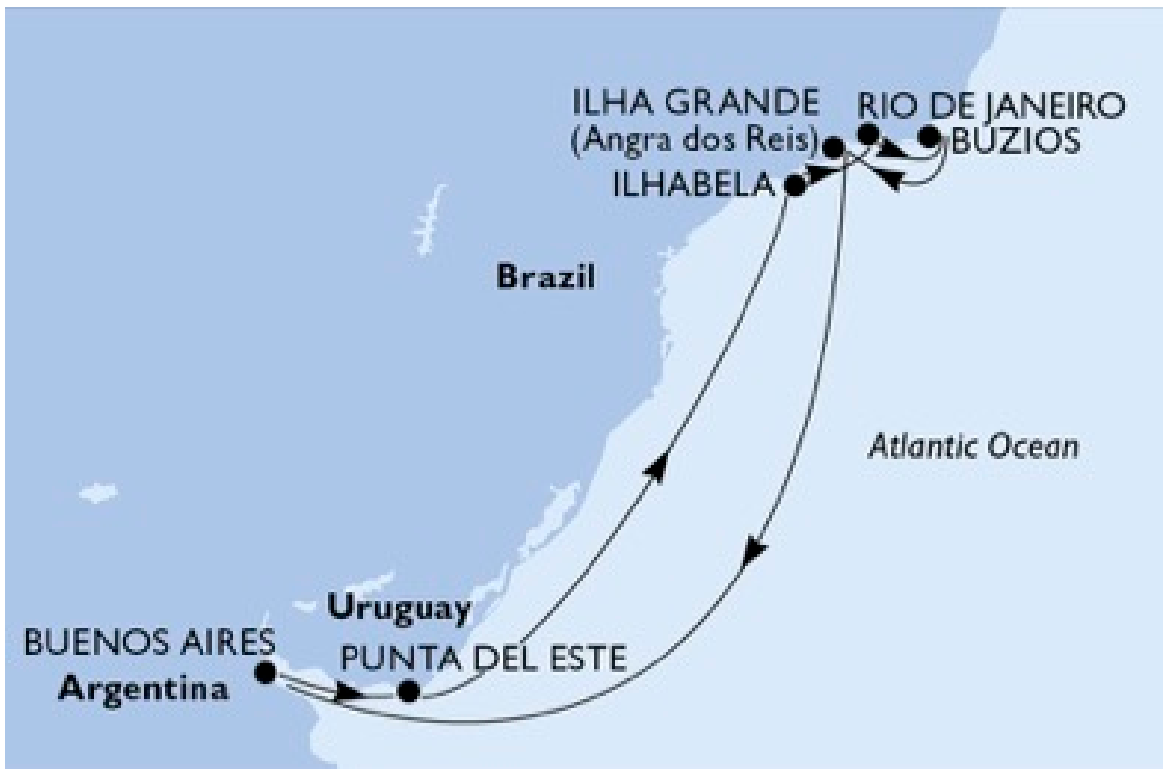 ILHA GRANDE
(Angra dos Reis)
RIO DE JANEIRO
BÚZIOS
ILHABELA
Brazil
Atlantic Ocean
Uruguay
BUENOS AIRES
PUNTA DEL ESTE
Argentina